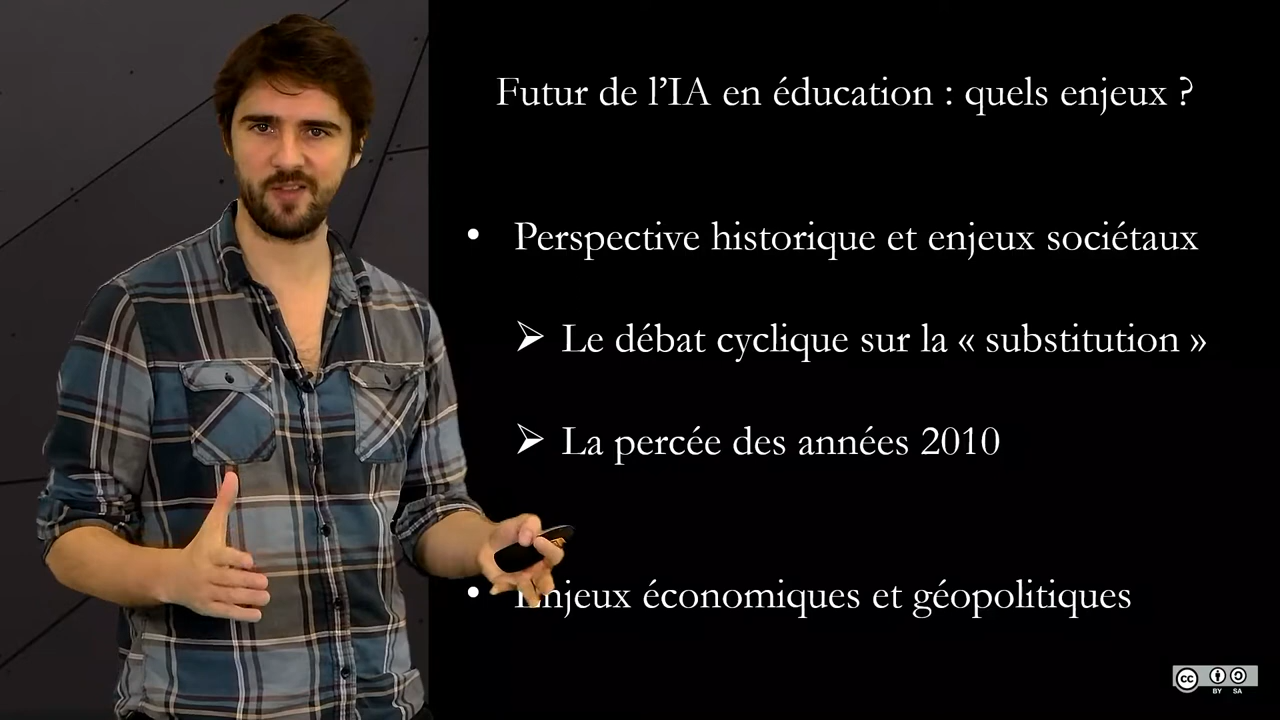 Futur de l’IA en éducation : quels enjeux ?
• Perspective historique et enjeux sociétaux
➢ Le débat cyclique sur la « substitution »
➢ La percée des années 2010
• Enjeux économiques et géopolitiques
cc
BY SA